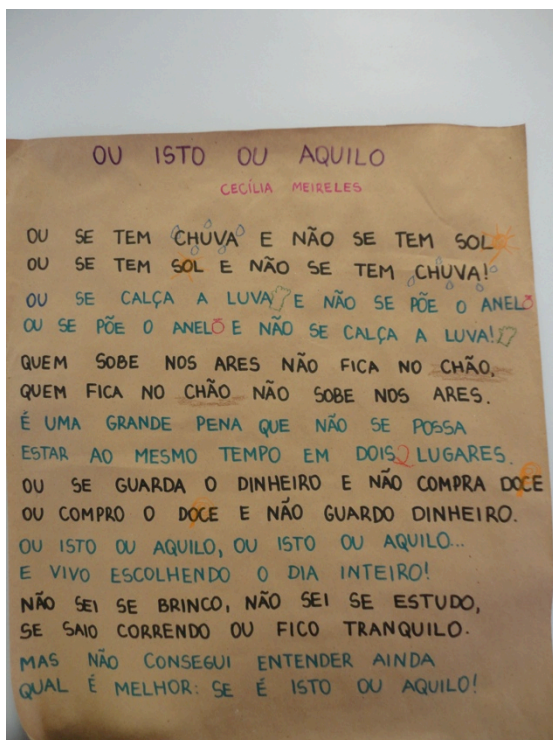 OU ISTO OU AQUILO
CECÍLIA MEIRELES
OU SE TEM CHUVA E NÃO SE TEM SOL
OU SE TEM SOL E NÃO SE TEM CHUVA!
OU SE CALÇA A LUVA E NÃO SE PÕE O ANEL
OU SE PÕE O ANEL E NÃO SE CALÇA A LUVA!
QUEM SOBE NOS ARES NÃO FICA NO CHÃO,
QUEM FICA NO CHÃO NÃO SOBE NOS ARES.
É UMA GRANDE PENA QUE NÃO SE POSSA
ESTAR AO MESMO TEMPO EM DOIS 2 LUGARES.
OU SE GUARDA O DINHEIRO E NÃO COMPRA DOCE
OU COMPRO O DOCE E NÃO GUARDO DINHEIRO.
OU ISTO OU AQUILO, OU ISTO OU AQUILO...
E VIVO ESCOLHENDO O DIA INTEIRO!
NÃO SEI SE BRINCO, NÃO SEI SE ESTUDO,
SE SAIO CORRENDO OU FICO TRANQUILO.
MAS NÃO CONSEGUI ENTENDER AINDA
QUAL É MELHOR: SE É ISTO OU AQUILO!